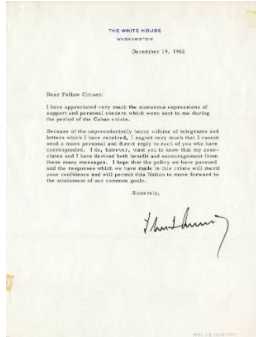 THE WHITE HOUSE
WASHINGTON
December 19, 1962
Dear Fellow Citizen:
I have appreciated very much the numerous expressions of
support and personal concern which were sent to me during
the period of the Cuban crisis.
Because of the unprecedentedly heavy volume of telegrams and
letters which I have received, I regret very much that I cannot
send a more personal and direct reply to each of you who have
corresponded. I do, however, want you to know that my asso-
ciates and I have derived both benefit and encouragement from
these many messages. I hope that the policy we have pursued
and the responses which we have made in this crisis will merit
your confidence and will permit this Nation to move forward to
the attainment of our common goals.
Sincerely,